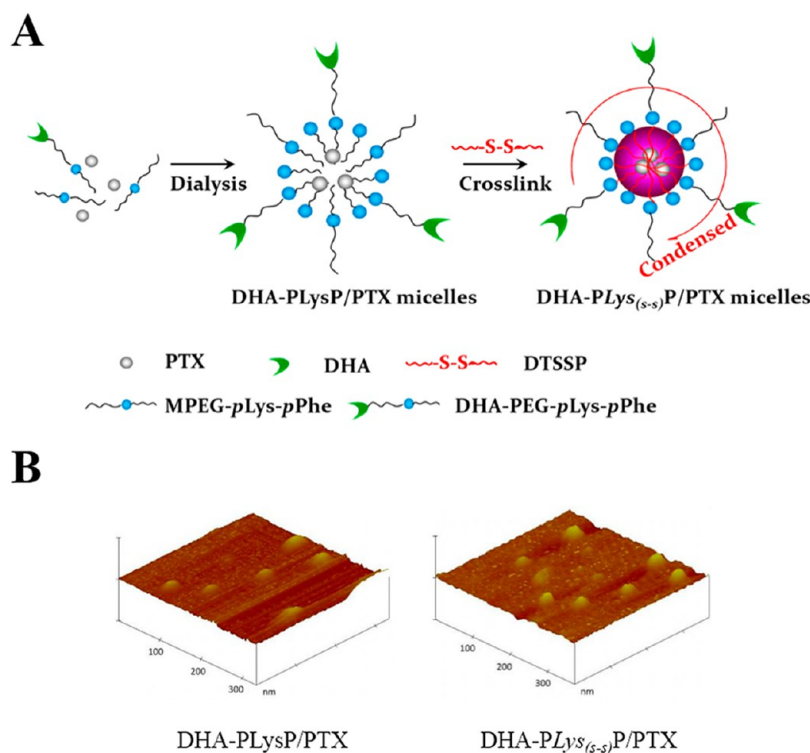 A
Dialysis
S-S
Crosslink
Condensed
DHA-PLysP/PTX micelles
DHA-PLys(s-s)P/PTX micelles
PTX
DHA
S-S
DTSSP
MPEG-pLys-pPhe
DHA-PEG-pLys-pPhe
B
100
200
300
nm
100
200
300
nm
DHA-PLysP/PTX
DHA-PLys(s-s)P/PTX